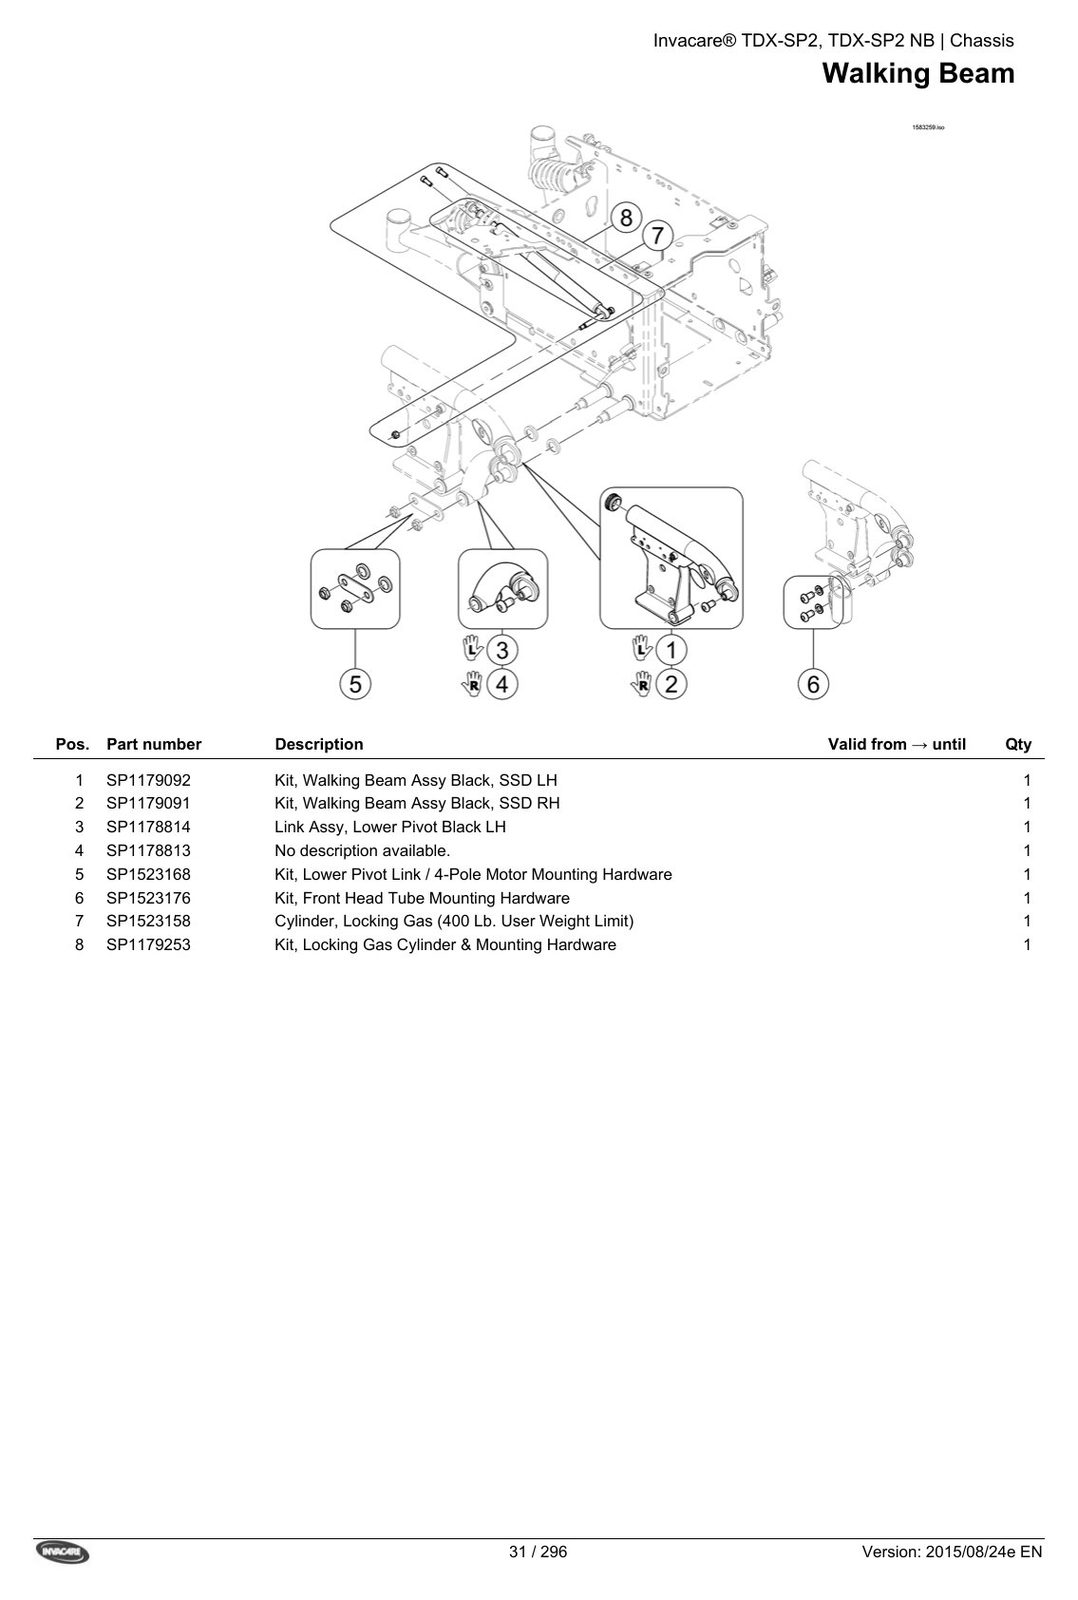 Invacare® TDX-SP2, TDX-SP2 NB | Chassis
Walking Beam
1583259.iso
8
7
L 3 L 1
5 R 4 R 2 6
Pos. Part number Description Valid from → until Qty
1 SP1179092 Kit, Walking Beam Assy Black, SSD LH 1
2 SP1179091 Kit, Walking Beam Assy Black, SSD RH 1
3 SP1178814 Link Assy, Lower Pivot Black LH 1
4 SP1178813 No description available. 1
5 SP1523168 Kit, Lower Pivot Link / 4-Pole Motor Mounting Hardware 1
6 SP1523176 Kit, Front Head Tube Mounting Hardware 1
7 SP1523158 Cylinder, Locking Gas (400 Lb. User Weight Limit) 1
8 SP1179253 Kit, Locking Gas Cylinder & Mounting Hardware 1
INVACARE 31 / 296 Version: 2015/08/24e EN